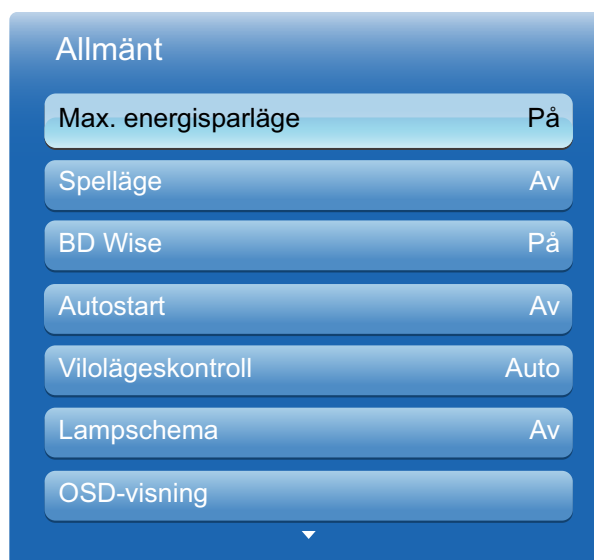 Allmänt
Max. energisparläge På
Spelläge Av
BD Wise På
Autostart Av
Vilolägeskontroll Auto
Lampschema Av
OSD-visning